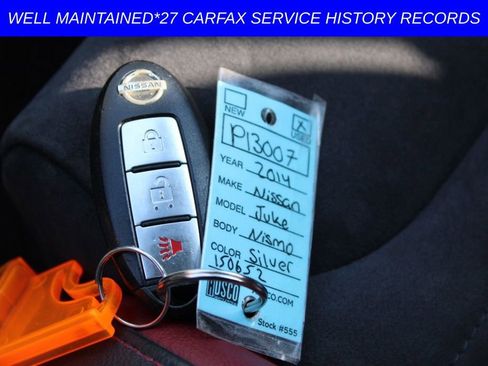 WELL MAINTAINED*27 CARFAX SERVICE HISTORY RECORDS
NISSAN
NEW
X
USED
P13007
YEAR 2014
MAKE Nissan
MODEL Juke
BODY Nismo
COLOR Silver
150652
Stock #555